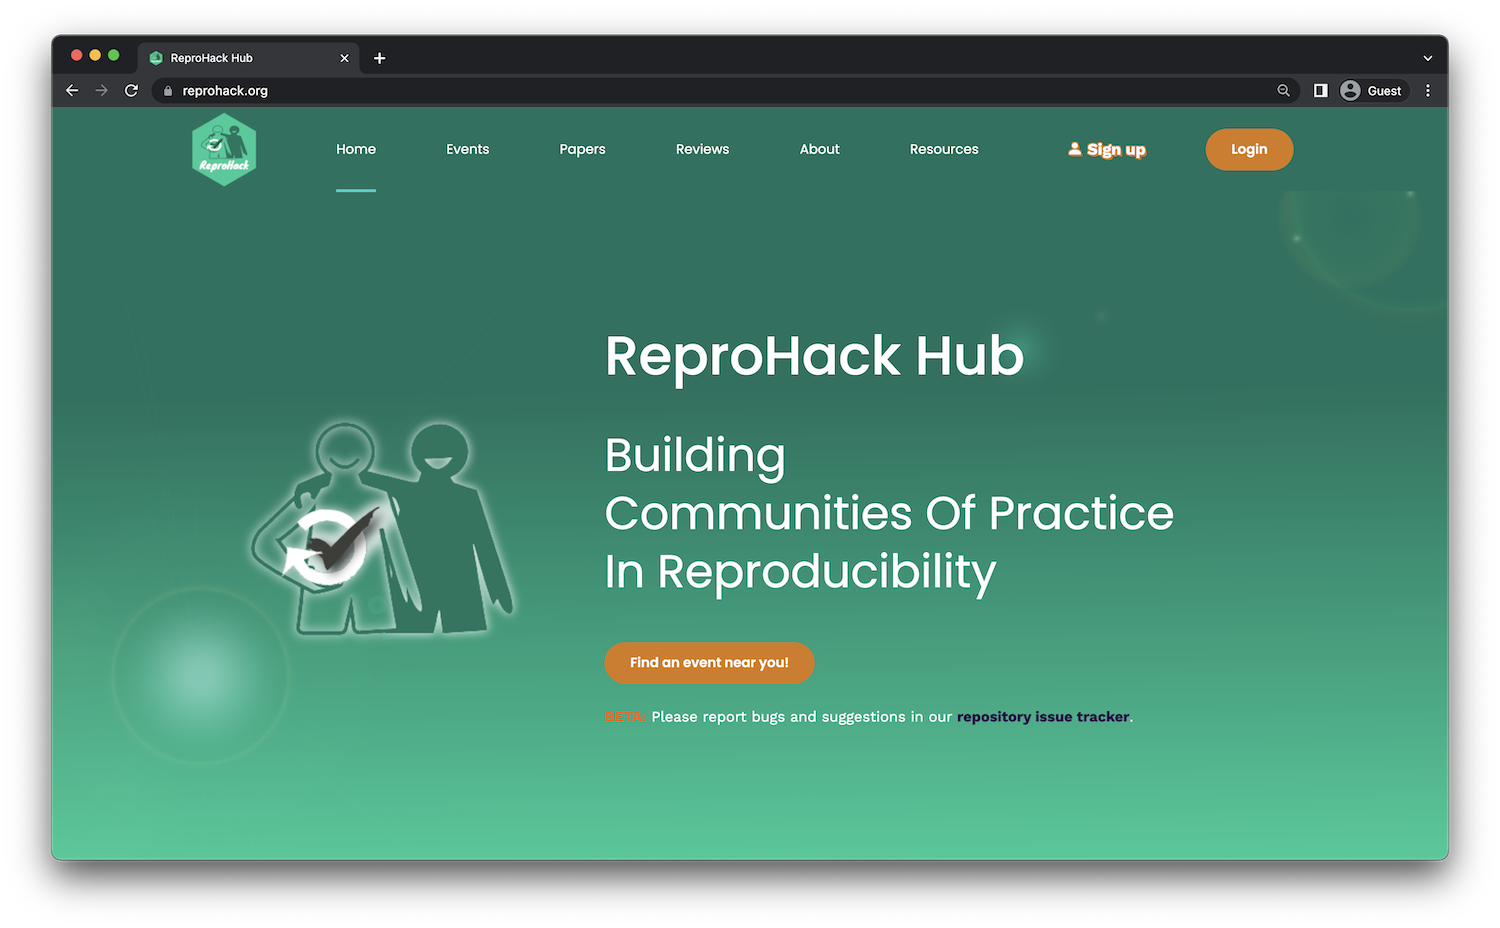 ReproHack Hub
reprohack.org
Guest
ReproHack
Home
Events
Papers
Reviews
About
Resources
Sign up
Login
ReproHack Hub
Building
Communities Of Practice
In Reproducibility
Find an event near you!
BETA: Please report bugs and suggestions in our repository issue tracker.